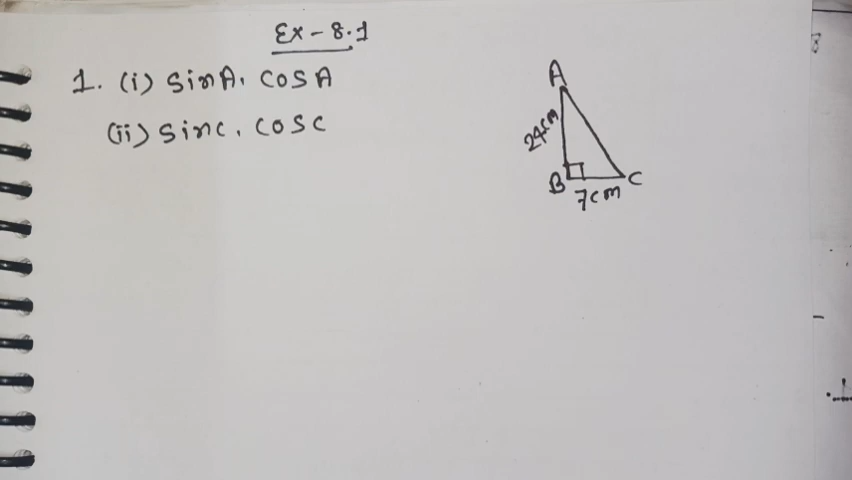 Ex - 8.1
1. (i) sinA, cosA
(ii) sinc, cosc
A
24cm
B
C
7cm